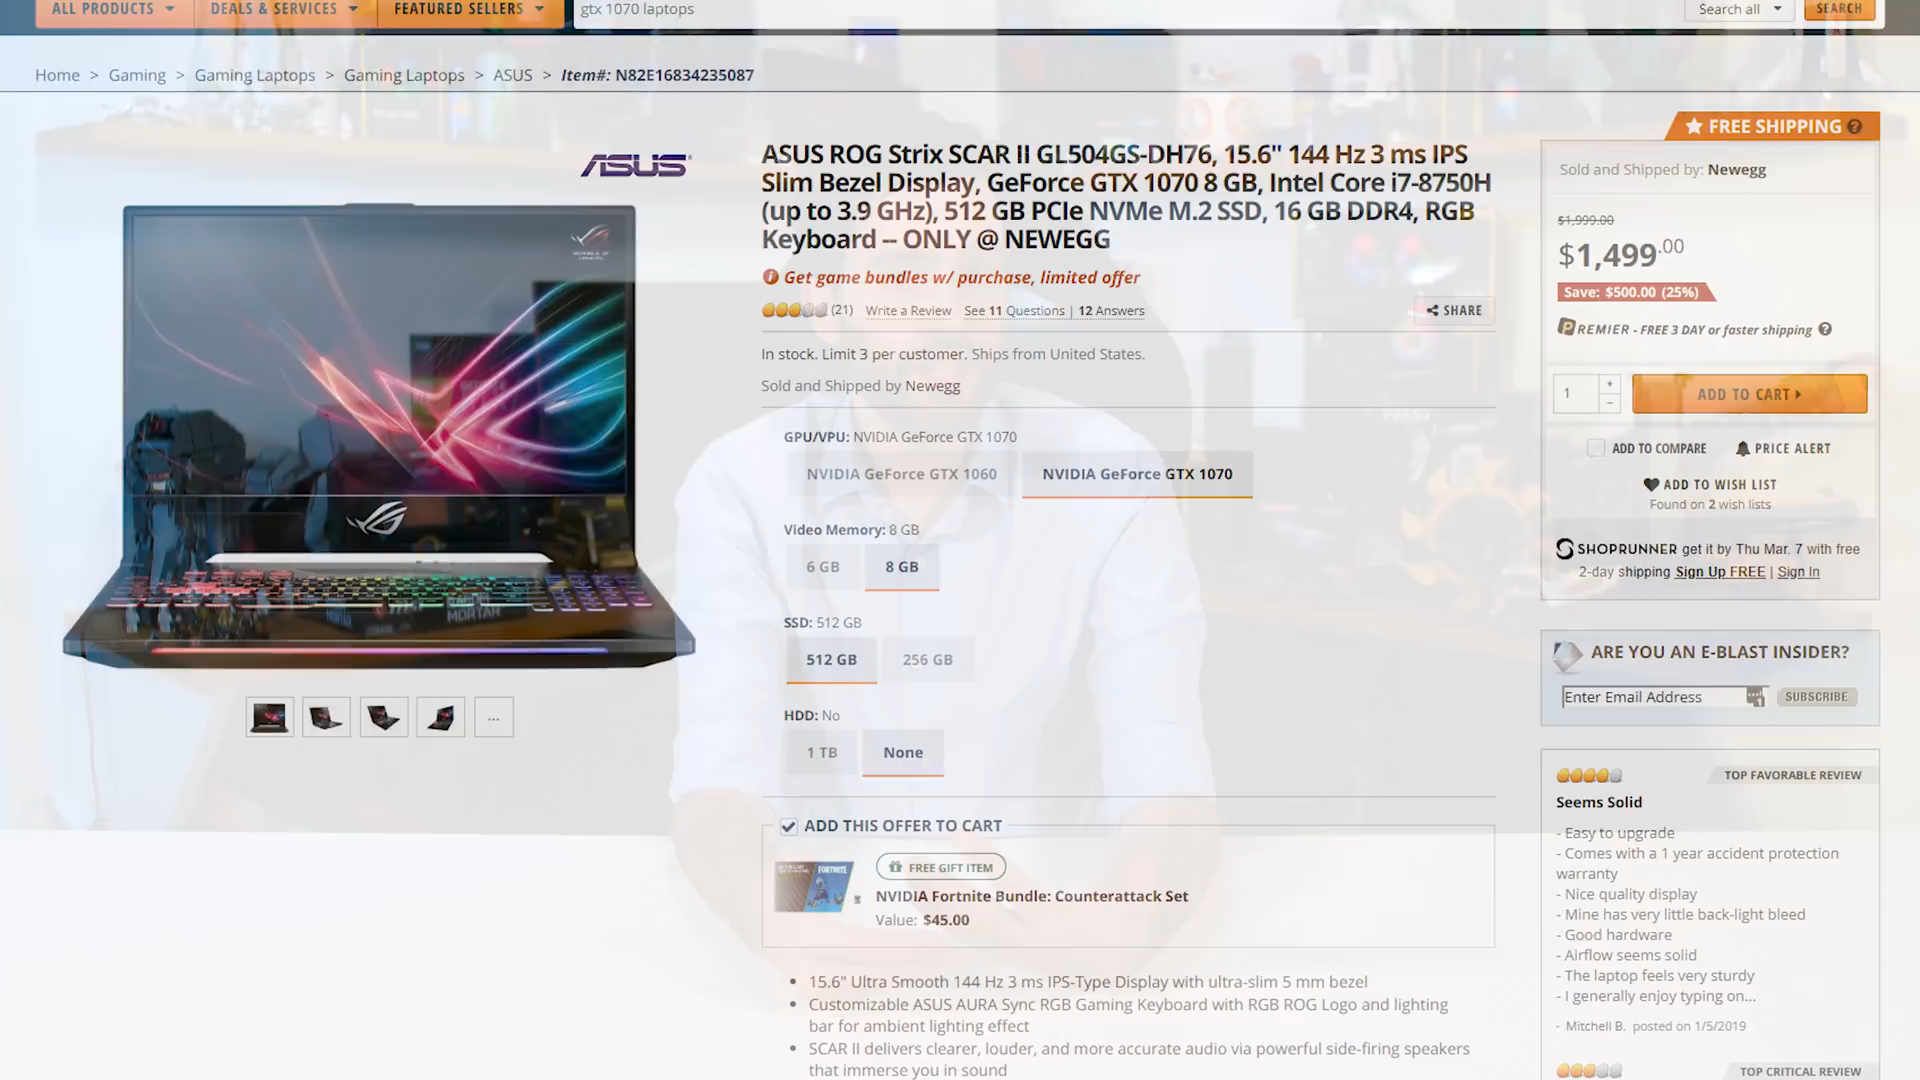 ALL PRODUCTS
DEALS & SERVICES
FEATURED SELLERS
gtx 1070 laptops
Search all
SEARCH
Home > Gaming > Gaming Laptops > Gaming Laptops > ASUS > Item#: N82E16834235087
ASUS
ASUS ROG Strix SCAR II GL504GS-DH76, 15.6" 144 Hz 3 ms IPS
Slim Bezel Display, GeForce GTX 1070 8 GB, Intel Core i7-8750H
(up to 3.9 GHz), 512 GB PCIe NVMe M.2 SSD, 16 GB DDR4, RGB
Keyboard -- ONLY @ NEWEGG
Get game bundles w/ purchase, limited offer
(21) Write a Review See 11 Questions | 12 Answers
SHARE
In stock. Limit 3 per customer. Ships from United States.
Sold and Shipped by Newegg
GPU/VPU: NVIDIA GeForce GTX 1070
NVIDIA GeForce GTX 1060
NVIDIA GeForce GTX 1070
Video Memory: 8 GB
6 GB
8 GB
SSD: 512 GB
512 GB
256 GB
HDD: No
1 TB
None
...
ADD THIS OFFER TO CART
FREE GIFT ITEM
FORTNITE
NVIDIA Fortnite Bundle: Counterattack Set
Value: $45.00
• 15.6" Ultra Smooth 144 Hz 3 ms IPS-Type Display with ultra-slim 5 mm bezel
• Customizable ASUS AURA Sync RGB Gaming Keyboard with RGB ROG Logo and lighting
bar for ambient lighting effect
• SCAR II delivers clearer, louder, and more accurate audio via powerful side-firing speakers
that immerse you in sound
FREE SHIPPING
Sold and Shipped by: Newegg
$1,999.00
$1,499.00
Save: $500.00 (25%)
PREMIER - FREE 3 DAY or faster shipping
1
ADD TO CART
ADD TO COMPARE
PRICE ALERT
ADD TO WISH LIST
Found on 2 wish lists
SHOPRUNNER get it by Thu Mar. 7 with free
2-day shipping Sign Up FREE | Sign In
ARE YOU AN E-BLAST INSIDER?
Enter Email Address
SUBSCRIBE
TOP FAVORABLE REVIEW
Seems Solid
- Easy to upgrade
- Comes with a 1 year accident protection
warranty
- Nice quality display
- Mine has very little back-light bleed
- Good hardware
- Airflow seems solid
- The laptop feels very sturdy
- I generally enjoy typing on...
- Mitchell B. posted on 1/5/2019
TOP CRITICAL REVIEW